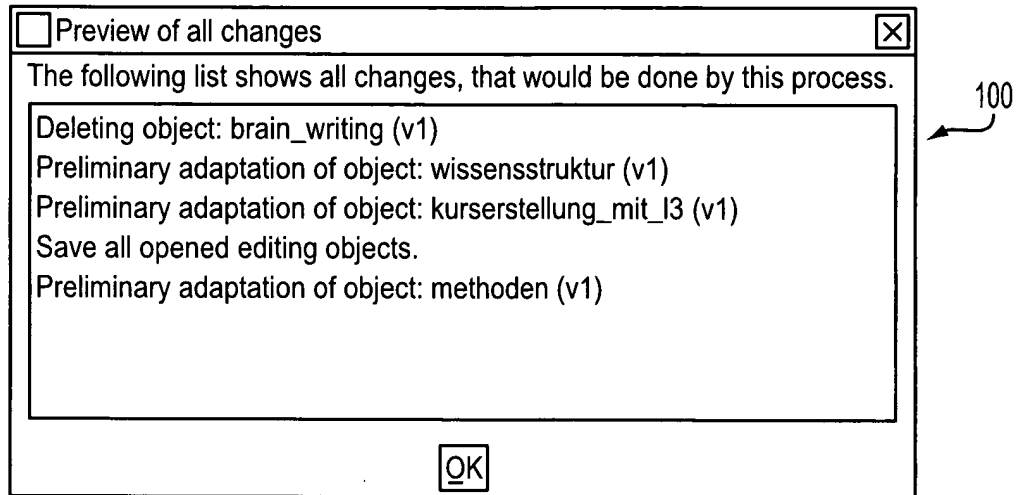 Preview of all changes
The following list shows all changes, that would be done by this process.
100
Deleting object: brain_writing (v1)
Preliminary adaptation of object: wissensstruktur (v1)
Preliminary adaptation of object: kurserstellung_mit_l3 (v1)
Save all opened editing objects.
Preliminary adaptation of object: methoden (v1)
OK